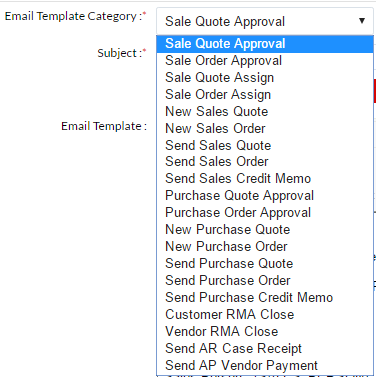 Email Template Category :* Sale Quote Approval
Sale Quote Approval
Subject :*
Sale Order Approval
Sale Quote Assign
Sale Order Assign
New Sales Quote
Email Template :
New Sales Order
Send Sales Quote
Send Sales Order
Send Sales Credit Memo
Purchase Quote Approval
Purchase Order Approval
New Purchase Quote
New Purchase Order
Send Purchase Quote
Send Purchase Order
Send Purchase Credit Memo
Customer RMA Close
Vendor RMA Close
Send AR Case Receipt
Send AP Vendor Payment